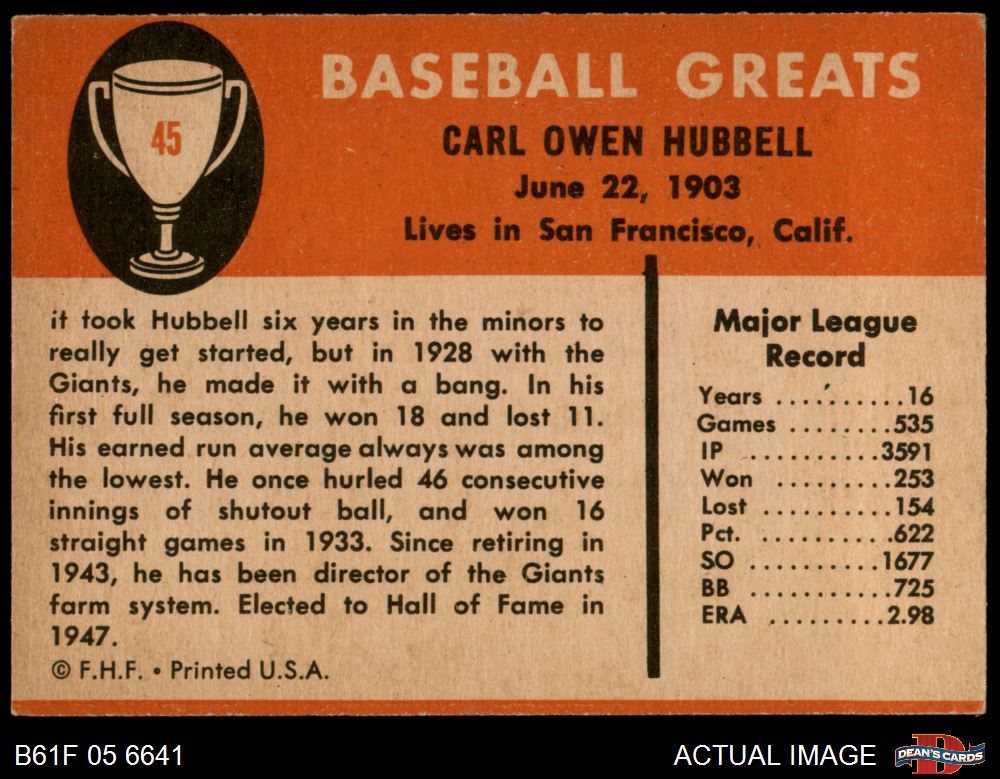 45
BASEBALL GREATS
CARL OWEN HUBBELL
June 22, 1903
Lives in San Francisco, Calif.
it took Hubbell six years in the minors to
really get started, but in 1928 with the
Giants, he made it with a bang. In his
first full season, he won 18 and lost 11.
His earned run average always was among
the lowest. He once hurled 46 consecutive
innings of shutout ball, and won 16
straight games in 1933. Since retiring in
1943, he has been director of the Giants
farm system. Elected to Hall of Fame in
1947.
© F.H.F. • Printed U.S.A.
Major League
Record
Years ..........16
Games ........535
IP ..........3591
Won ..........253
Lost ..........154
Pct. ..........622
SO ..........1677
BB ..........725
ERA .........2.98
B61F 05 6641
ACTUAL IMAGE
D
DEAN'S CARDS